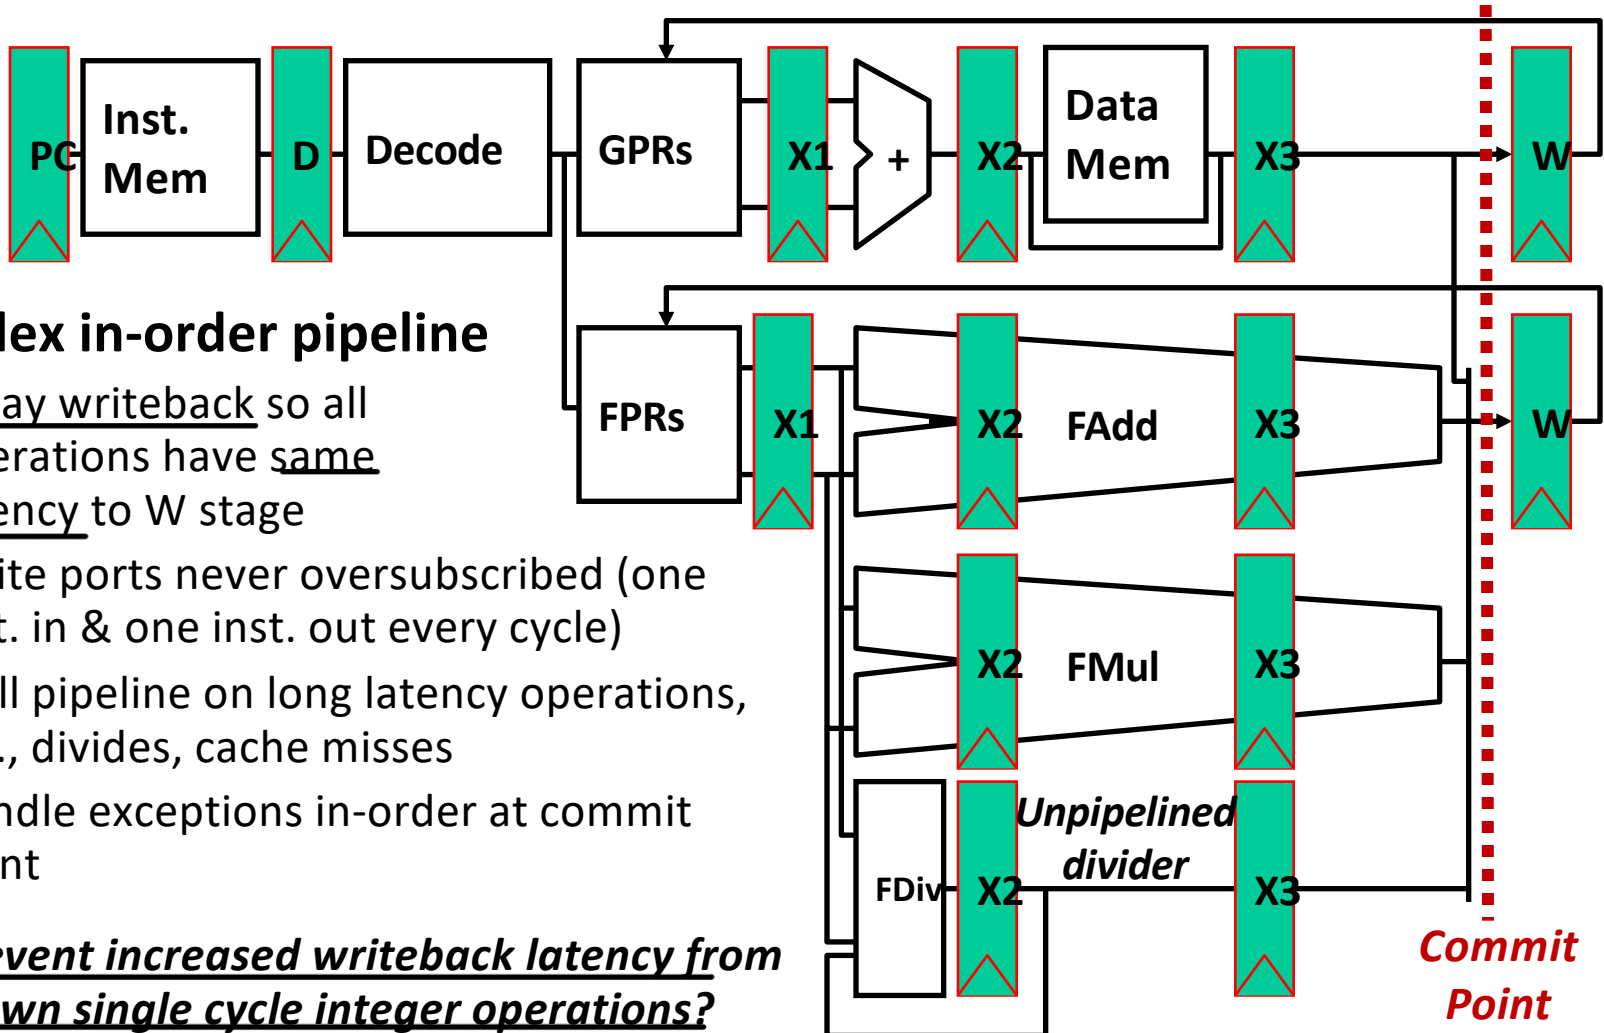 PC
Inst.
Mem
D
Decode
GPRs
X1
+
X2
Data
Mem
X3
W
lex in-order pipeline
ay writeback so all
erations have same
ency to W stage
ite ports never oversubscribed (one
t. in & one inst. out every cycle)
ll pipeline on long latency operations,
., divides, cache misses
ndle exceptions in-order at commit
nt
event increased writeback latency from
wn single cycle integer operations?
FPRs
X1
X2
FAdd
X3
W
X2
FMul
X3
FDiv
X2
Unpipelined
divider
X3
Commit
Point